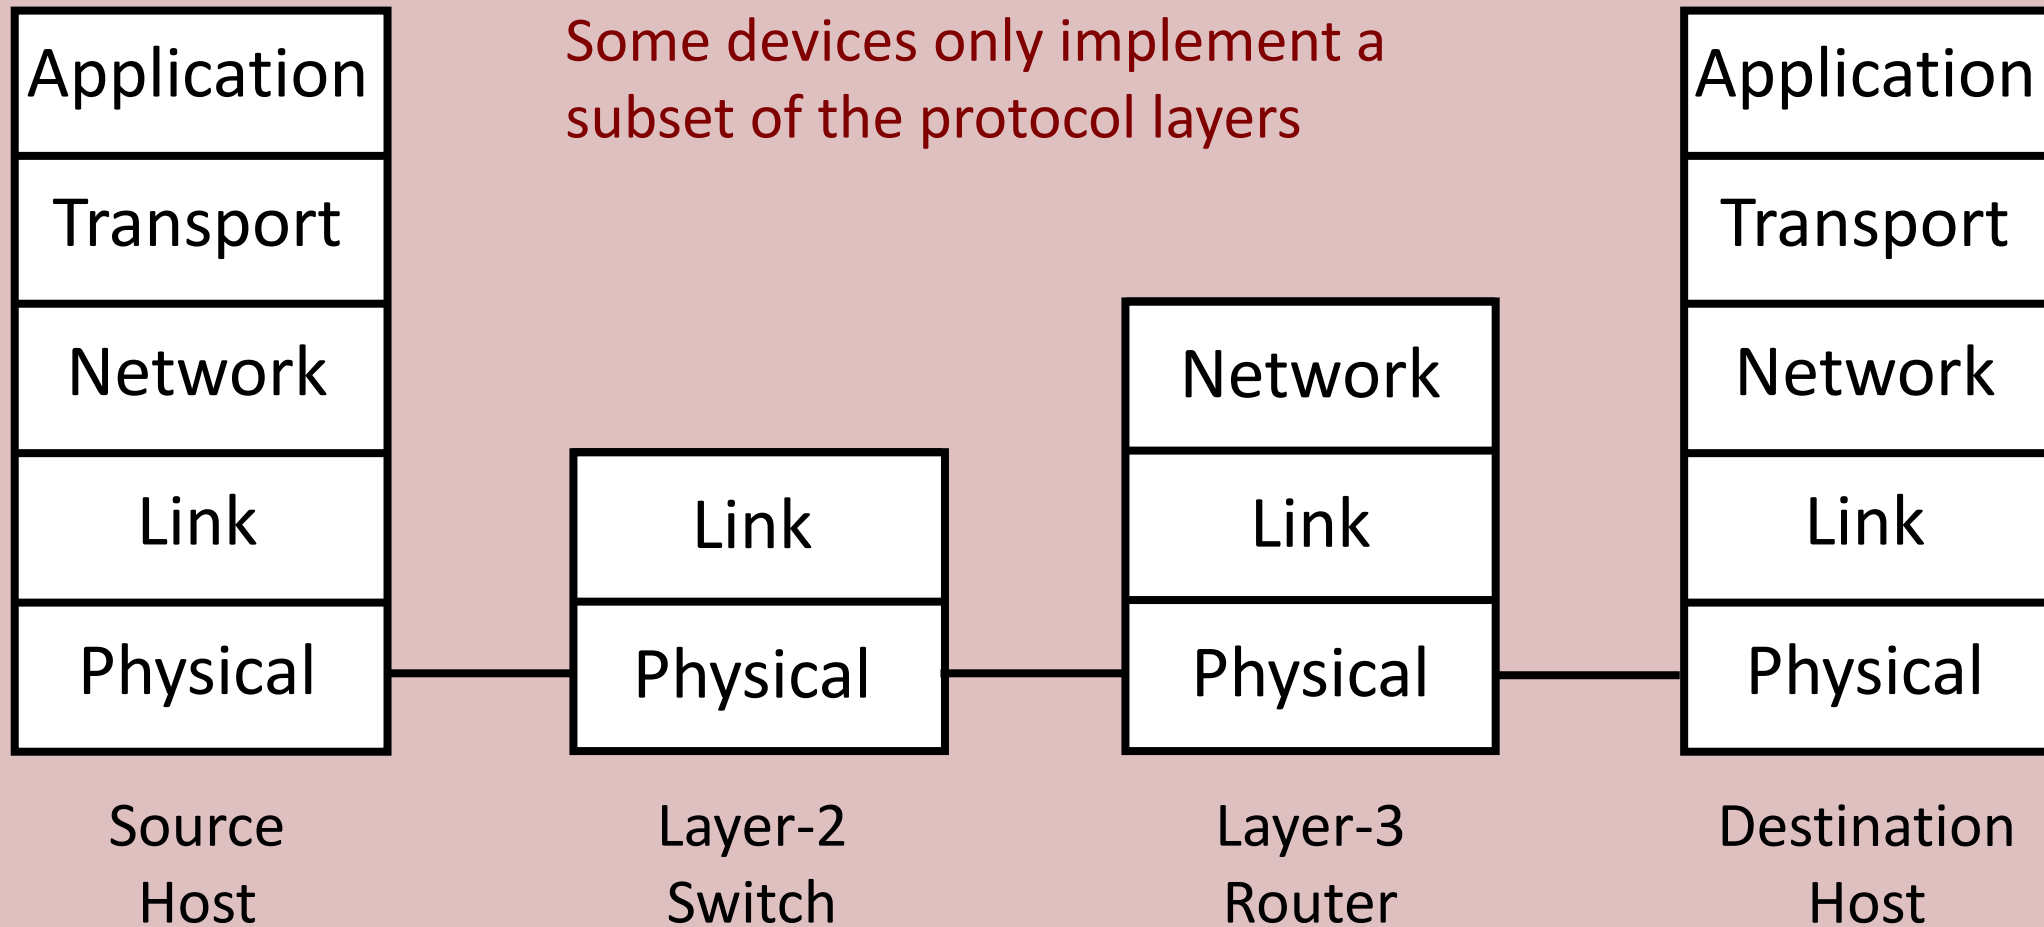 Some devices only implement a
subset of the protocol layers
Application
Transport
Network
Link
Physical
Source
Host
Link
Physical
Layer-2
Switch
Network
Link
Physical
Layer-3
Router
Application
Transport
Network
Link
Physical
Destination
Host